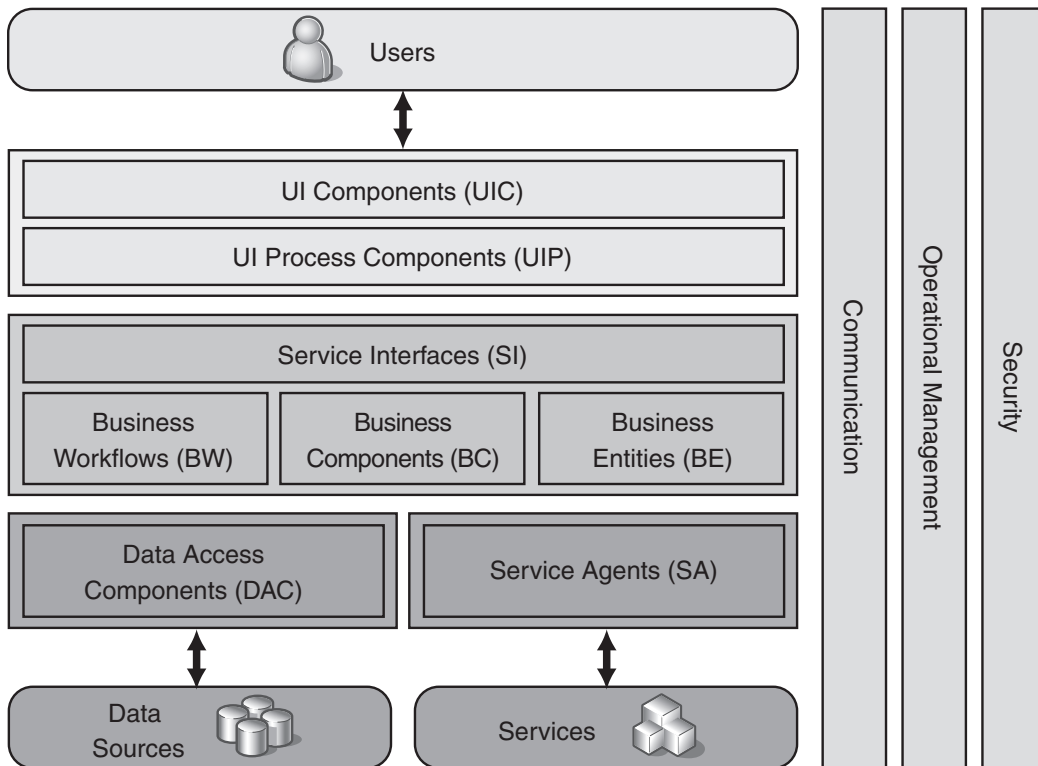 Users
UI Components (UIC)
UI Process Components (UIP)
Service Interfaces (SI)
Business
Workflows (BW)
Business
Components (BC)
Business
Entities (BE)
Data Access
Components (DAC)
Service Agents (SA)
Data
Sources
Services
Communication
Operational Management
Security